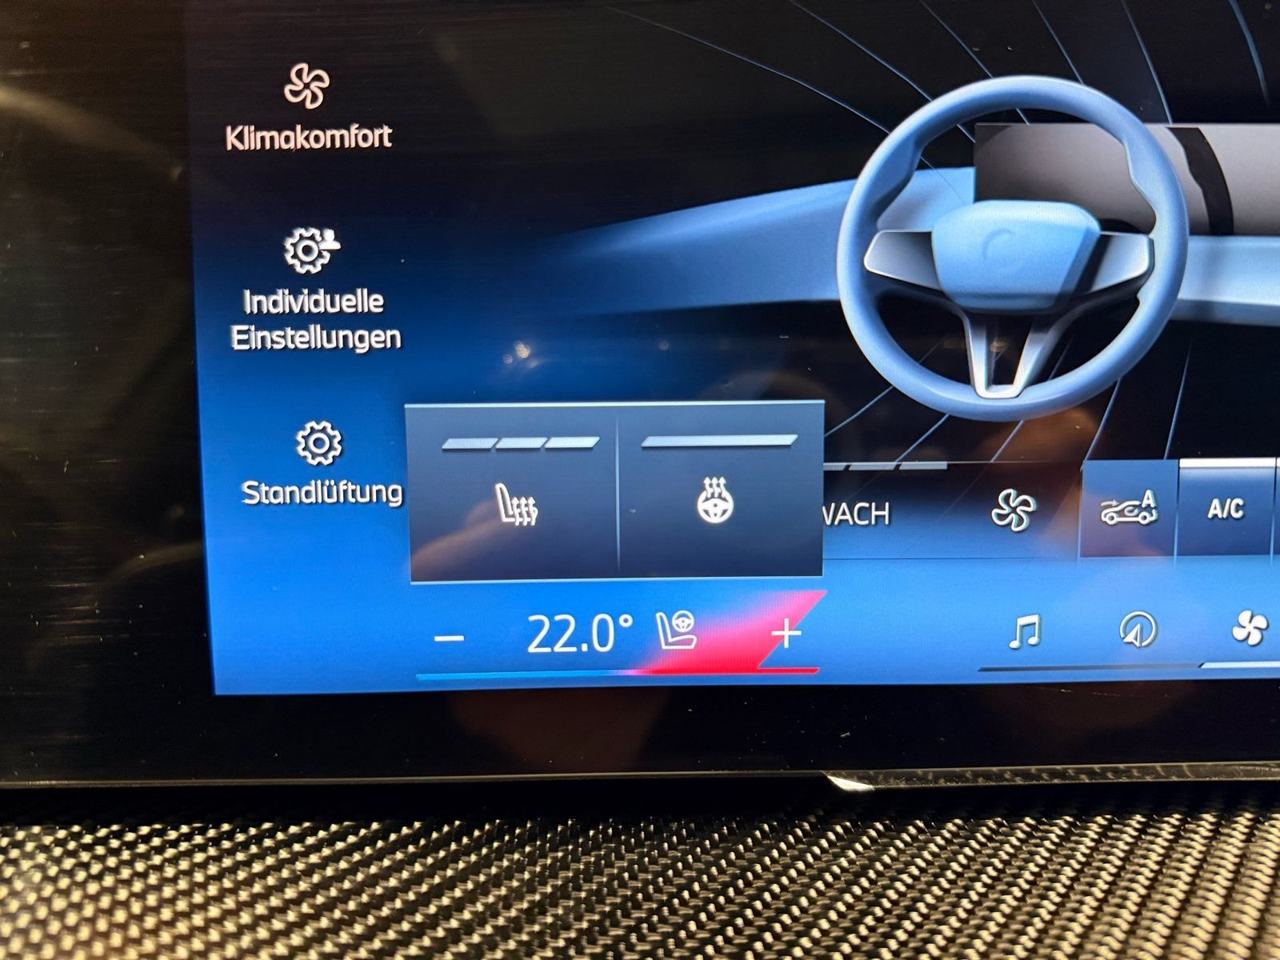 Klimakomfort
Individuelle
Einstellungen
Standlüftung
WACH
A
A/C
22.0°